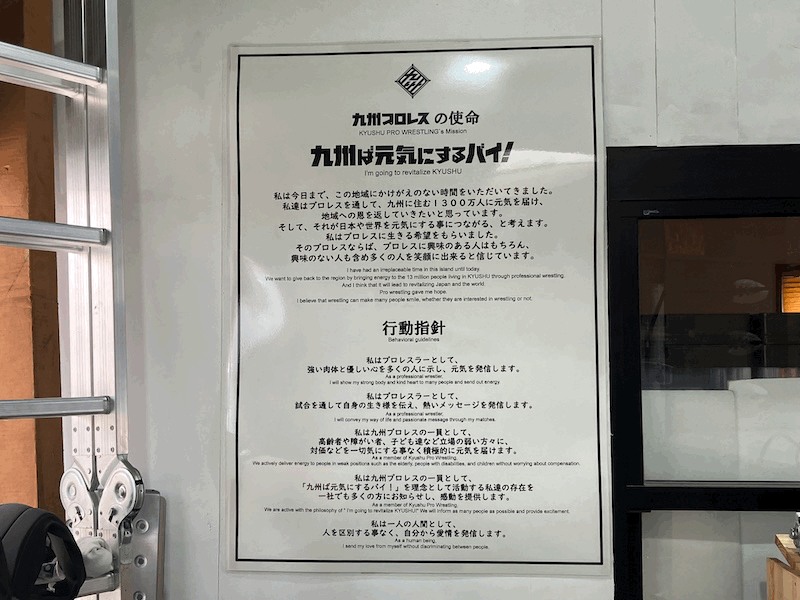 九州プロレスの使命
KYUSHU PRO WRESTLING's Mission
九州ば元気にするバイ!
I'm going to revitalize KYUSHU
私は今日まで、この地域にかけがえのない時間をいただいてきました。
私達はプロレスを通して、九州に住む1300万人に元気を届け、
地域への恩を返していきたいと思っています。
そして、それが日本や世界を元気にする事につながる、と考えます。
私はプロレスに生きる希望をもらいました。
そのプロレスならば、プロレスに興味のある人はもちろん、
興味のない人も含め多くの人を笑顔に出来ると信じています。
I have had an irreplaceable time in this island until today.
We want to give back to the region by bringing energy to the 13 million people living in KYUSHU through professional wrestling.
And I think that it will lead to revitalizing Japan and the world.
Pro wrestling gave me hope.
I believe that wrestling can make many people smile, whether they are interested in wrestling or not.
行動指針
Behavioral guidelines
私はプロレスラーとして、
強い肉体と優しい心を多くの人に示し、元気を発信します。
As a professional wrestler,
I will show my strong body and kind heart to many people and send out energy.
私はプロレスラーとして、
試合を通して自身の生き様を伝え、熱いメッセージを発信します。
As a professional wrestler,
I will convey my way of life and passionate message through my matches.
私は九州プロレスの一員として、
高齢者や障がい者、子ども達など立場の弱い方々に、
対価などを一切気にする事なく積極的に元気を届けます。
As a member of Kyushu Pro Wrestling,
We actively deliver energy to people in weak positions such as the elderly, people with disabilities, and children without worrying about compensation.
私は九州プロレスの一員として、
「九州ば元気にするバイ!」を理念として活動する私達の存在を
一社でも多くの方にお知らせし、感動を提供します。
As a member of Kyushu Pro Wrestling,
We are active with the philosophy of " I'm going to revitalize KYUSHU!" We will inform as many people as possible and provide excitement.
私は一人の人間として、
人を区別する事なく、自分から愛情を発信します。
As a human being,
I send my love from myself without discriminating between people.